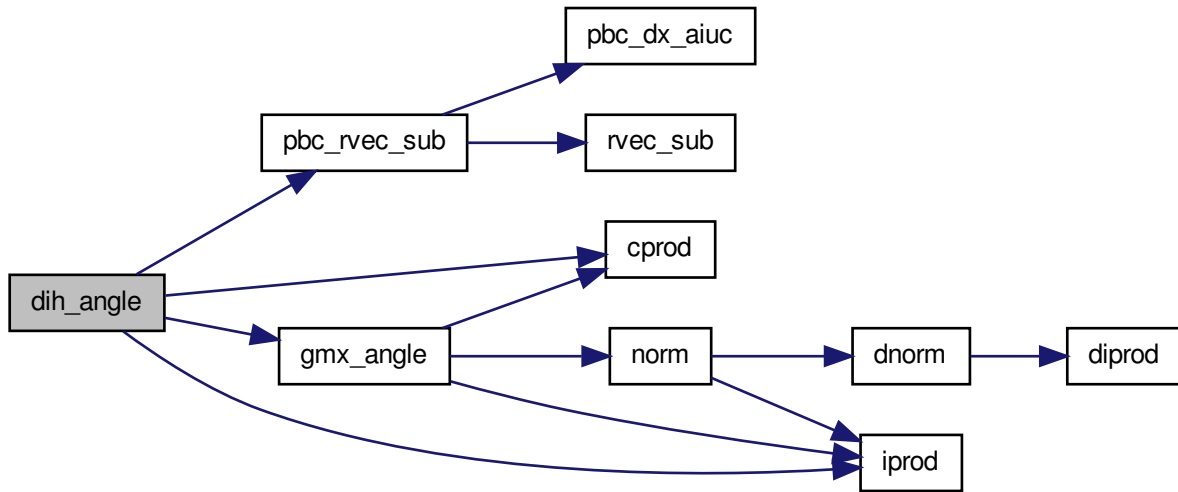 pbc_dx_aiuc
pbc_rvec_sub
rvec_sub
cprod
dih_angle
gmx_angle
norm
dnorm
diprod
iprod